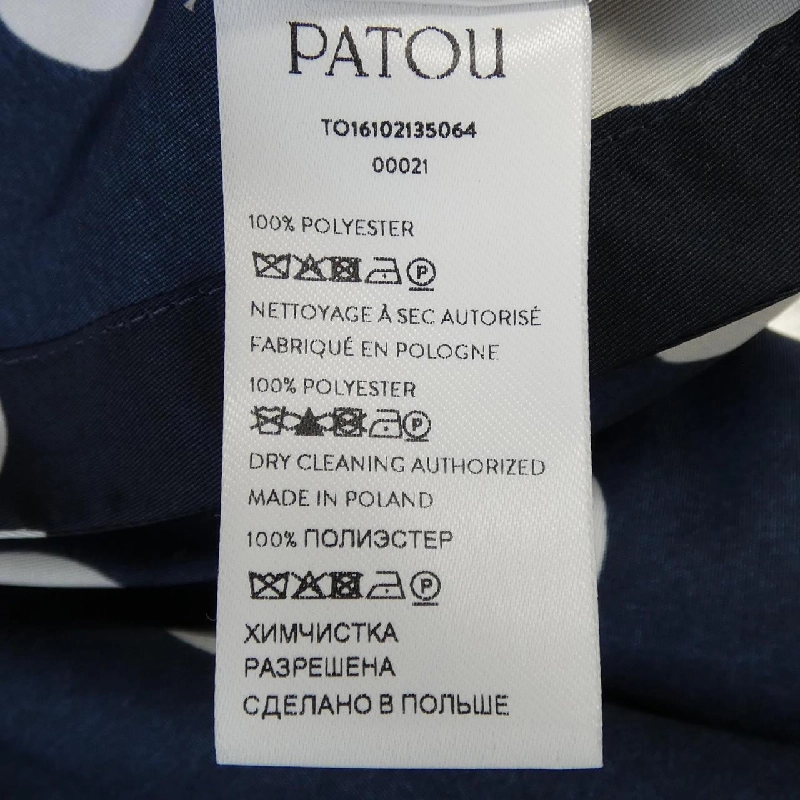 PATOU
TO16102135064
00021
100% POLYESTER
P
NETTOYAGE À SEC AUTORISÉ
FABRIQUÉ EN POLOGNE
100% POLYESTER
P
DRY CLEANING AUTHORIZED
MADE IN POLAND
100% ПОЛИЭСТЕР
P
ХИМЧИСТКА
РАЗРЕШЕНА
СДЕЛАНО В ПОЛЬШЕ